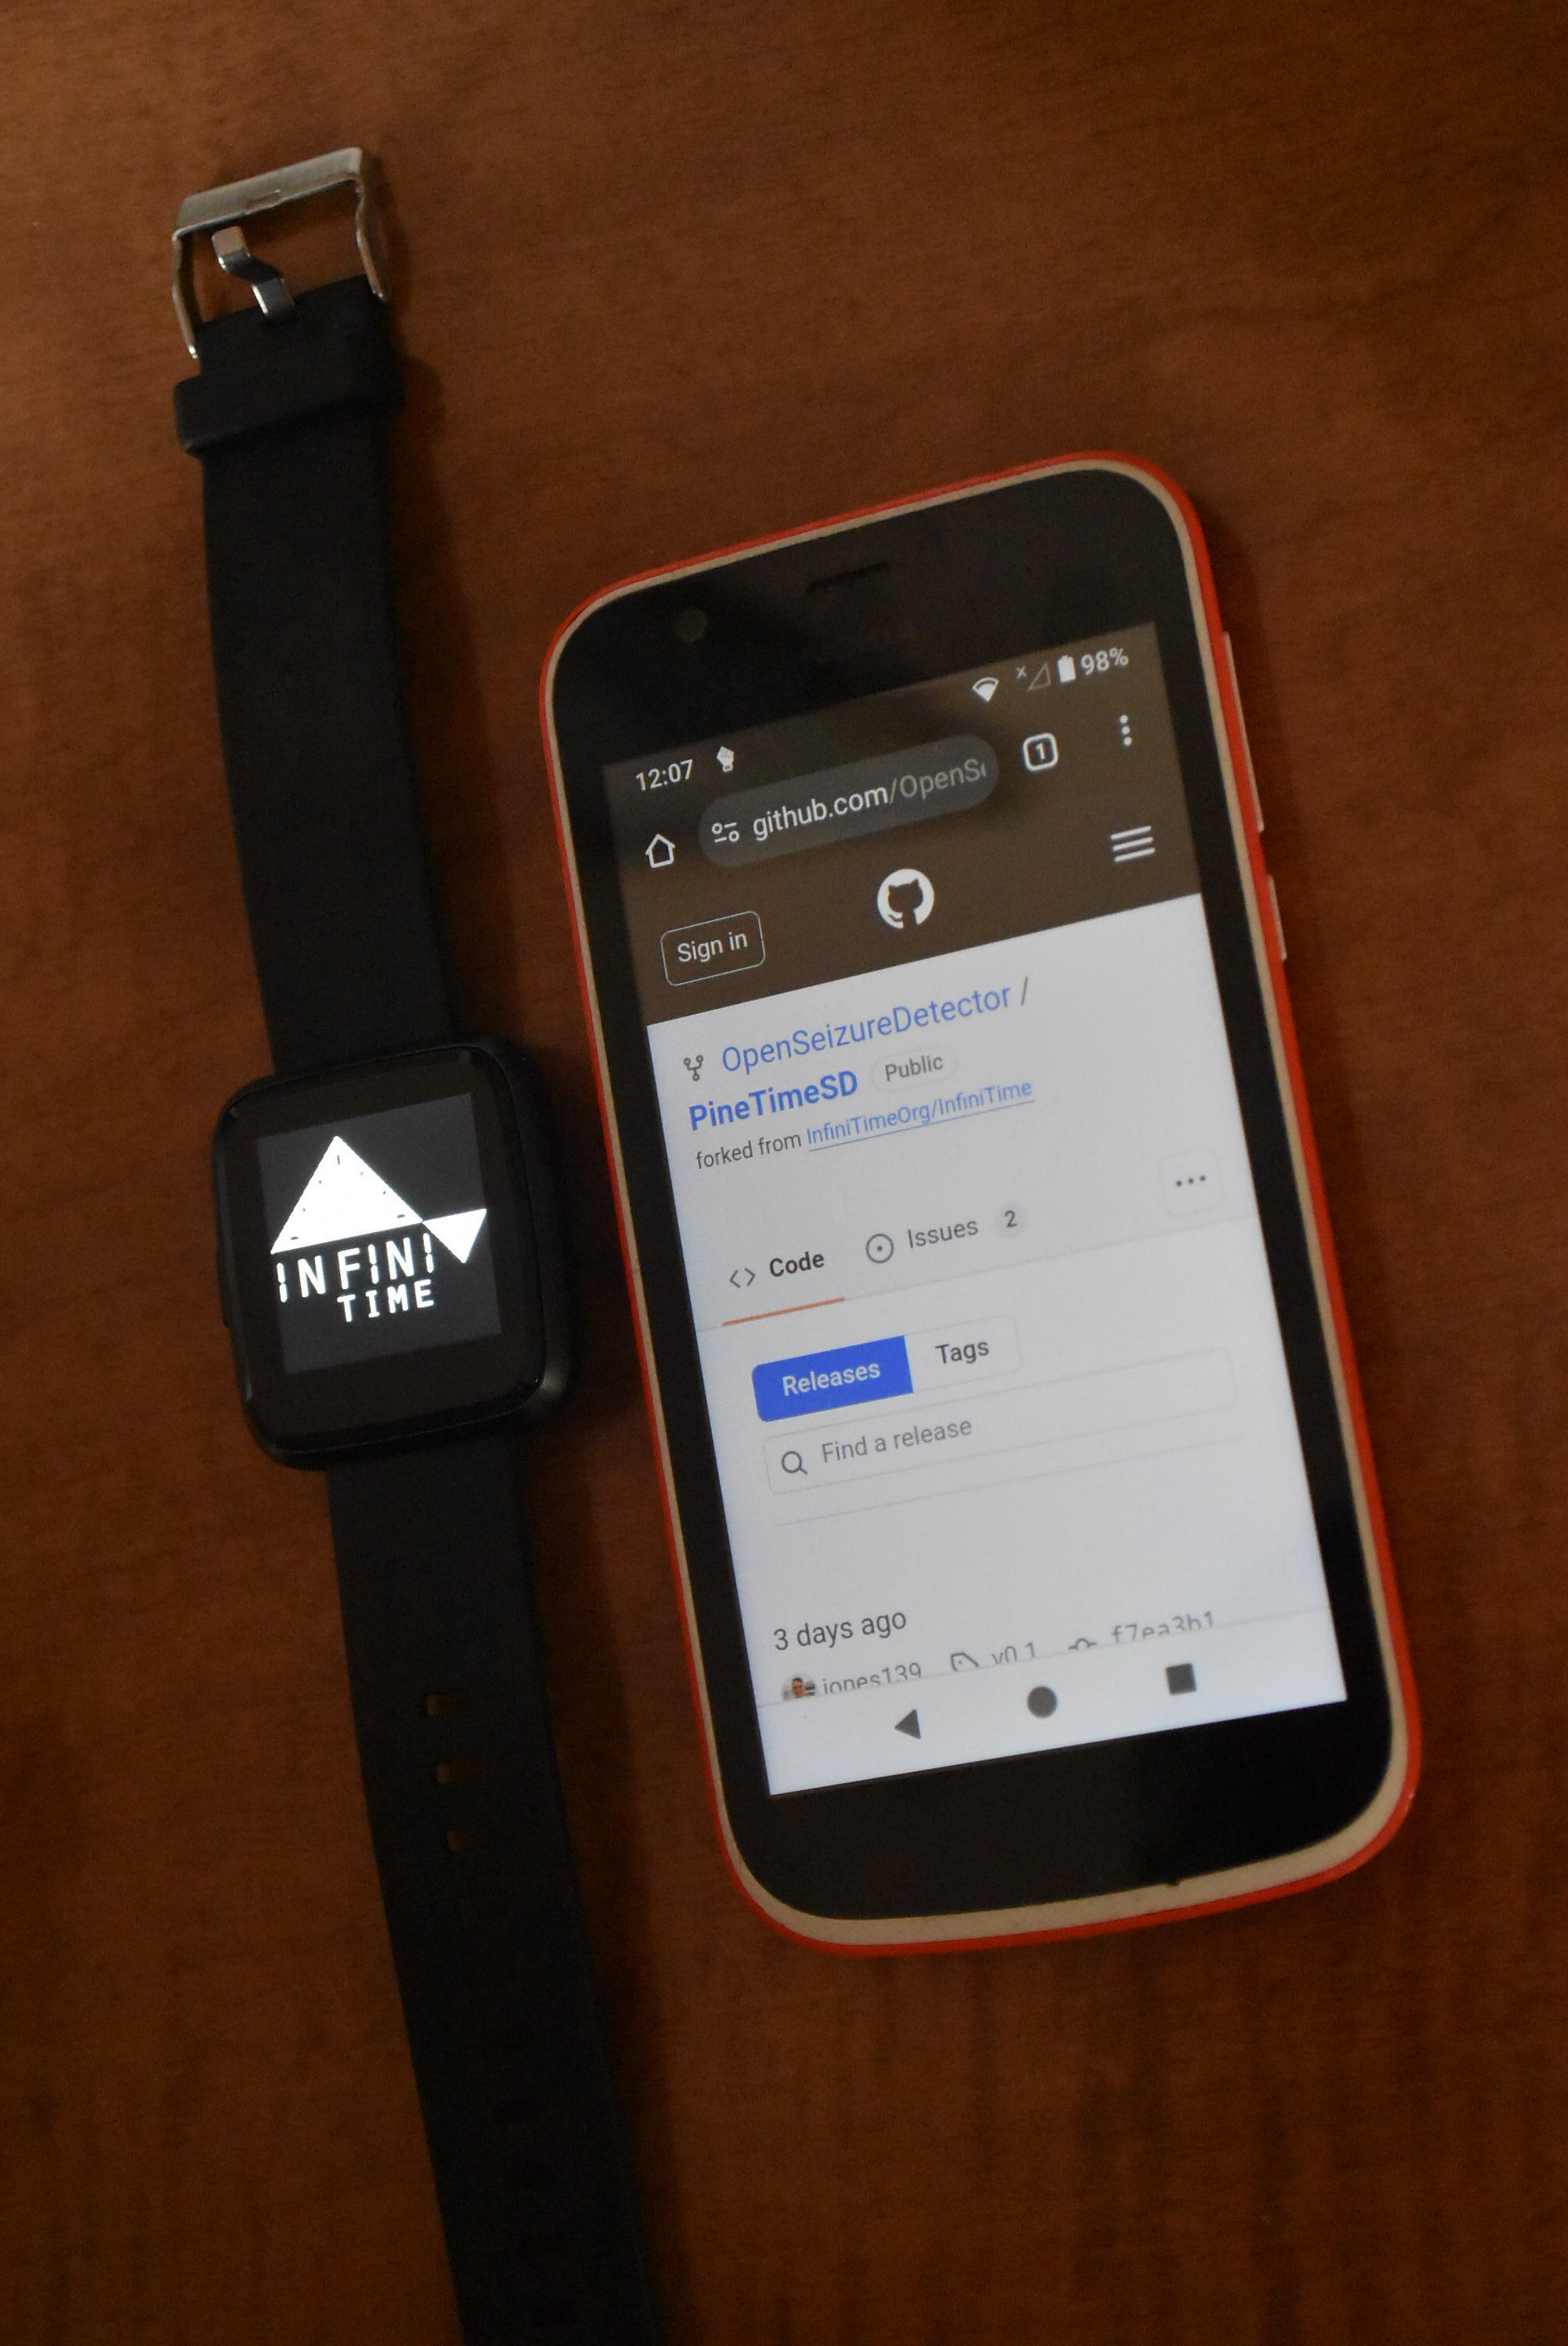 INFINI
TIME
12:07
98%
github.com/OpenSe
1
Sign in
OpenSeizureDetector /
PineTimeSD Public
forked from InfiniTimeOrg/InfiniTime
Code
Issues 2
Releases
Tags
Find a release
3 days ago
jones139 v0.1 f7ea3b1